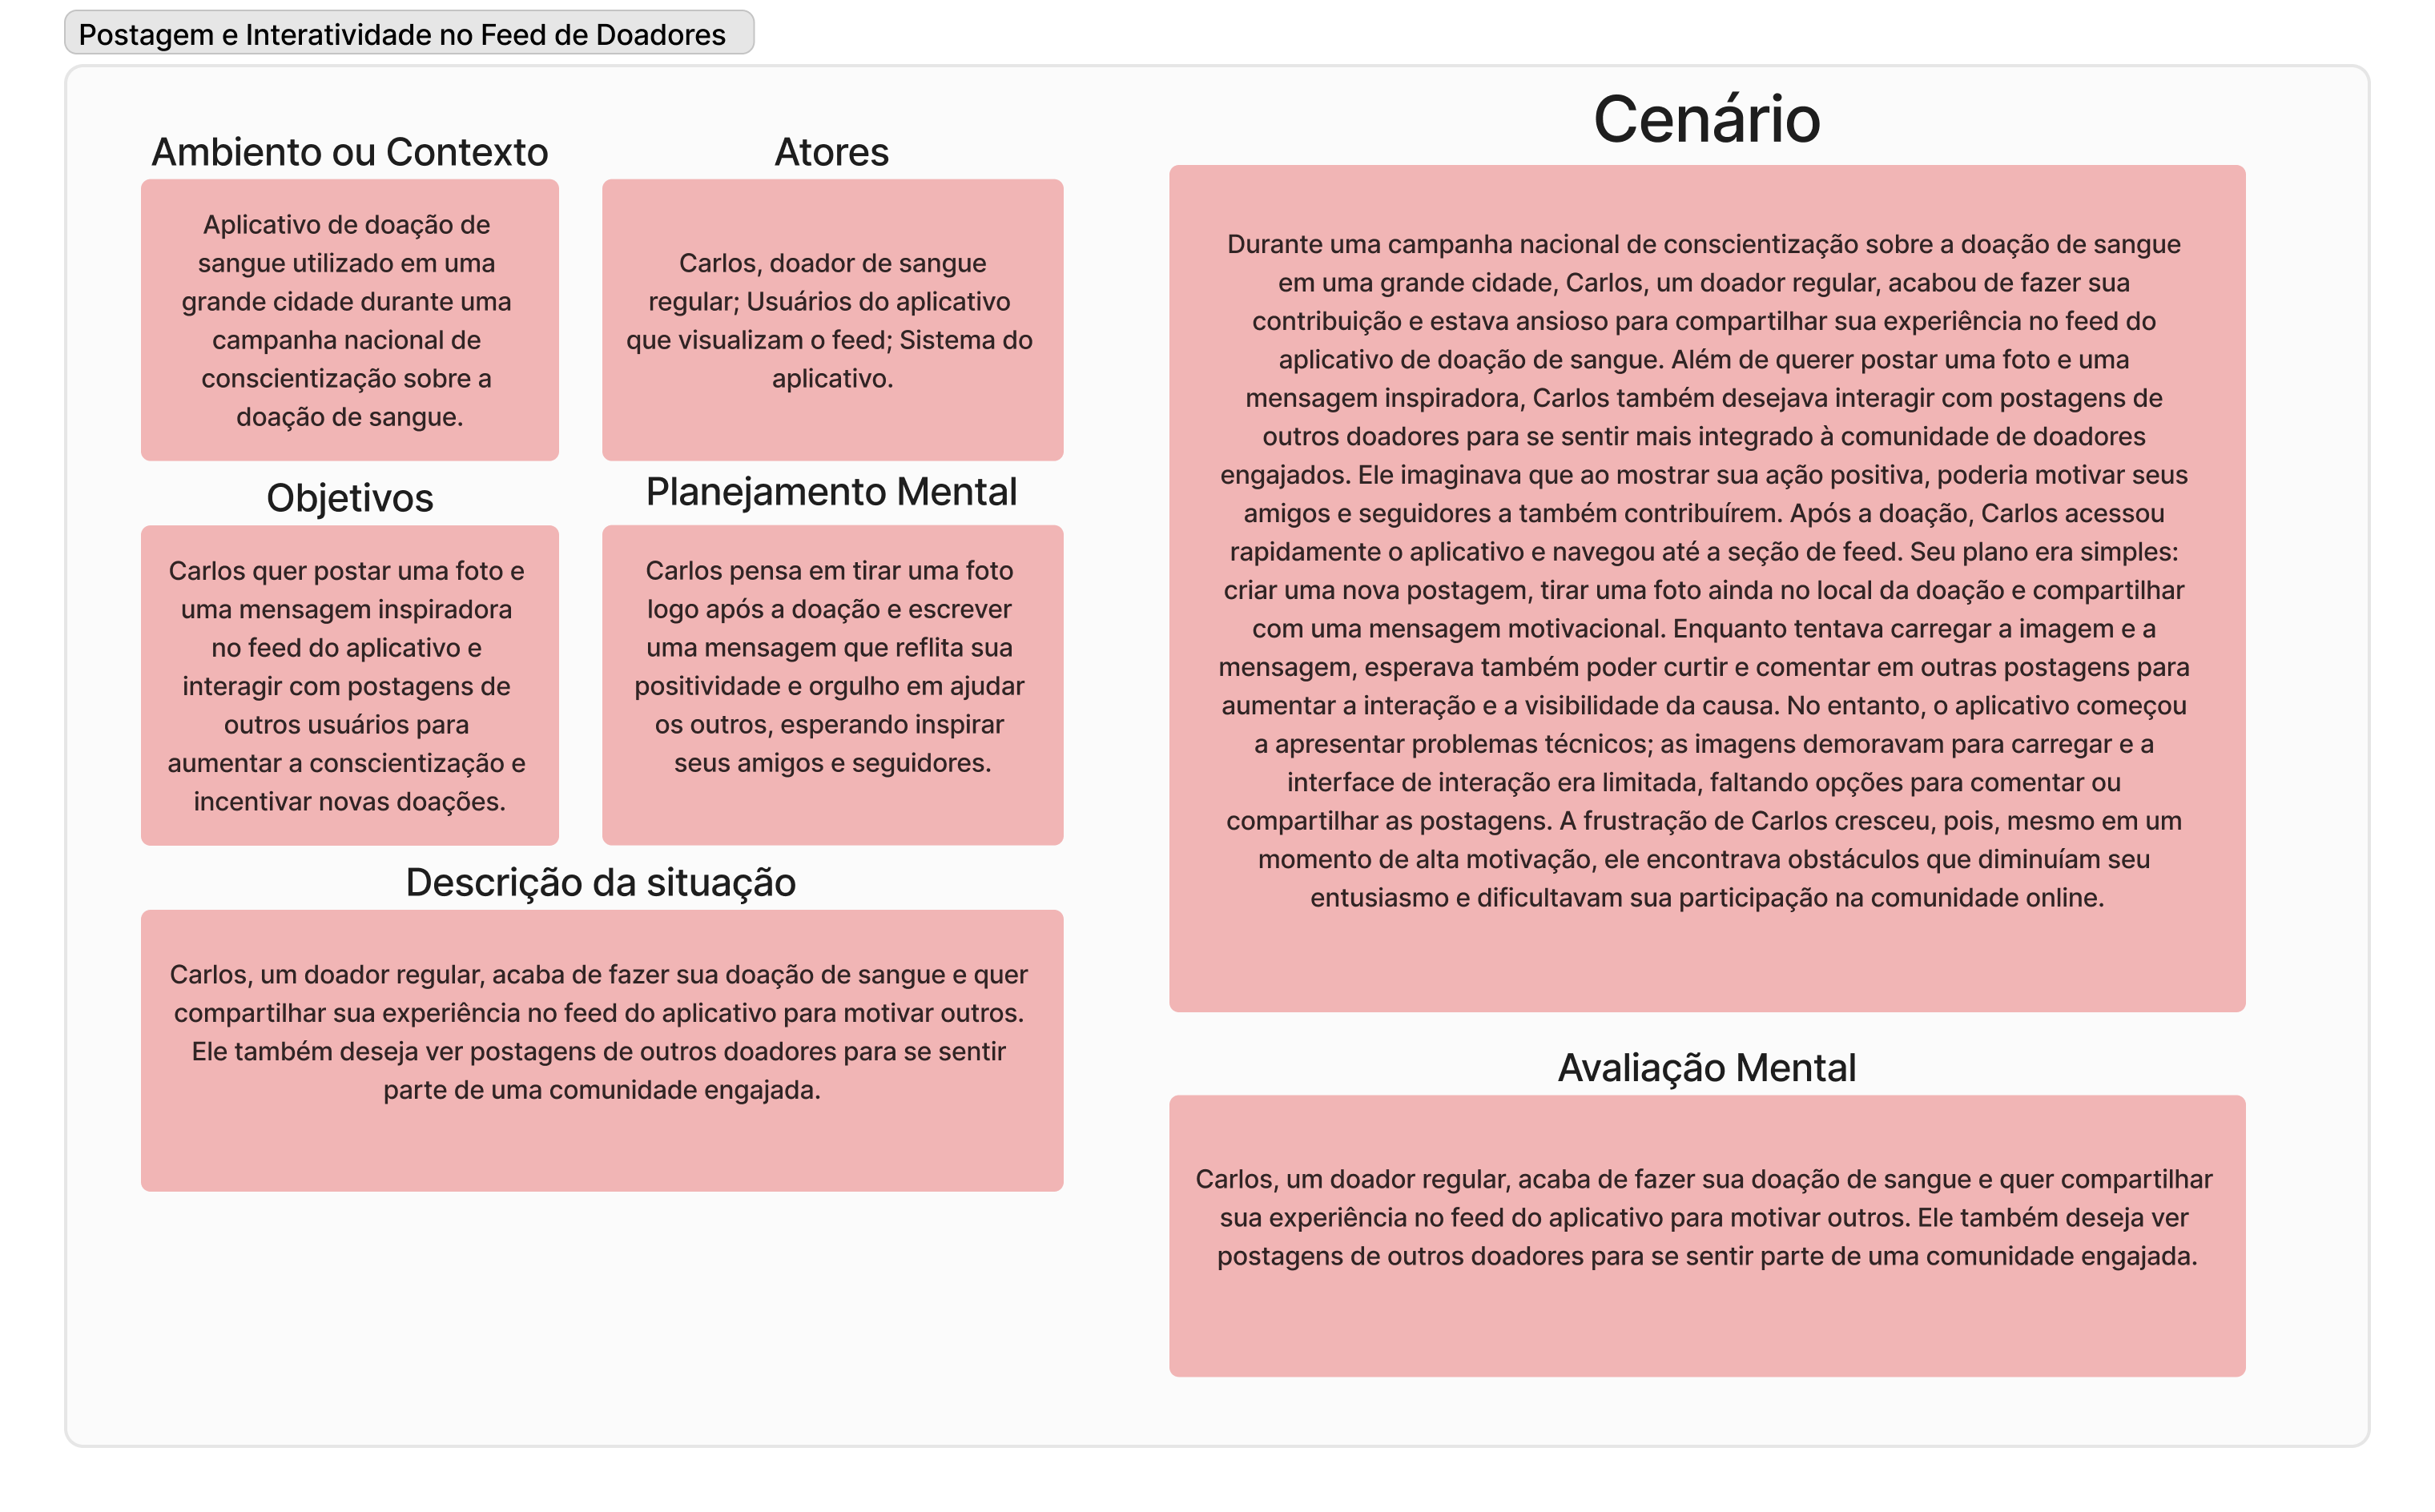 Postagem e Interatividade no Feed de Doadores
Ambiento ou Contexto
Aplicativo de doação de
sangue utilizado em uma
grande cidade durante uma
campanha nacional de
conscientização sobre a
doação de sangue.
Atores
Carlos, doador de sangue
regular; Usuários do aplicativo
que visualizam o feed; Sistema do
aplicativo.
Objetivos
Carlos quer postar uma foto e
uma mensagem inspiradora
no feed do aplicativo e
interagir com postagens de
outros usuários para
aumentar a conscientização e
incentivar novas doações.
Planejamento Mental
Carlos pensa em tirar uma foto
logo após a doação e escrever
uma mensagem que reflita sua
positividade e orgulho em ajudar
os outros, esperando inspirar
seus amigos e seguidores.
Descrição da situação
Carlos, um doador regular, acaba de fazer sua doação de sangue e quer
compartilhar sua experiência no feed do aplicativo para motivar outros.
Ele também deseja ver postagens de outros doadores para se sentir
parte de uma comunidade engajada.
Cenário
Durante uma campanha nacional de conscientização sobre a doação de sangue
em uma grande cidade, Carlos, um doador regular, acabou de fazer sua
contribuição e estava ansioso para compartilhar sua experiência no feed do
aplicativo de doação de sangue. Além de querer postar uma foto e uma
mensagem inspiradora, Carlos também desejava interagir com postagens de
outros doadores para se sentir mais integrado à comunidade de doadores
engajados. Ele imaginava que ao mostrar sua ação positiva, poderia motivar seus
amigos e seguidores a também contribuírem. Após a doação, Carlos acessou
rapidamente o aplicativo e navegou até a seção de feed. Seu plano era simples:
criar uma nova postagem, tirar uma foto ainda no local da doação e compartilhar
com uma mensagem motivacional. Enquanto tentava carregar a imagem e a
mensagem, esperava também poder curtir e comentar em outras postagens para
aumentar a interação e a visibilidade da causa. No entanto, o aplicativo começou
a apresentar problemas técnicos; as imagens demoravam para carregar e a
interface de interação era limitada, faltando opções para comentar ou
compartilhar as postagens. A frustração de Carlos cresceu, pois, mesmo em um
momento de alta motivação, ele encontrava obstáculos que diminuíam seu
entusiasmo e dificultavam sua participação na comunidade online.
Avaliação Mental
Carlos, um doador regular, acaba de fazer sua doação de sangue e quer compartilhar
sua experiência no feed do aplicativo para motivar outros. Ele também deseja ver
postagens de outros doadores para se sentir parte de uma comunidade engajada.